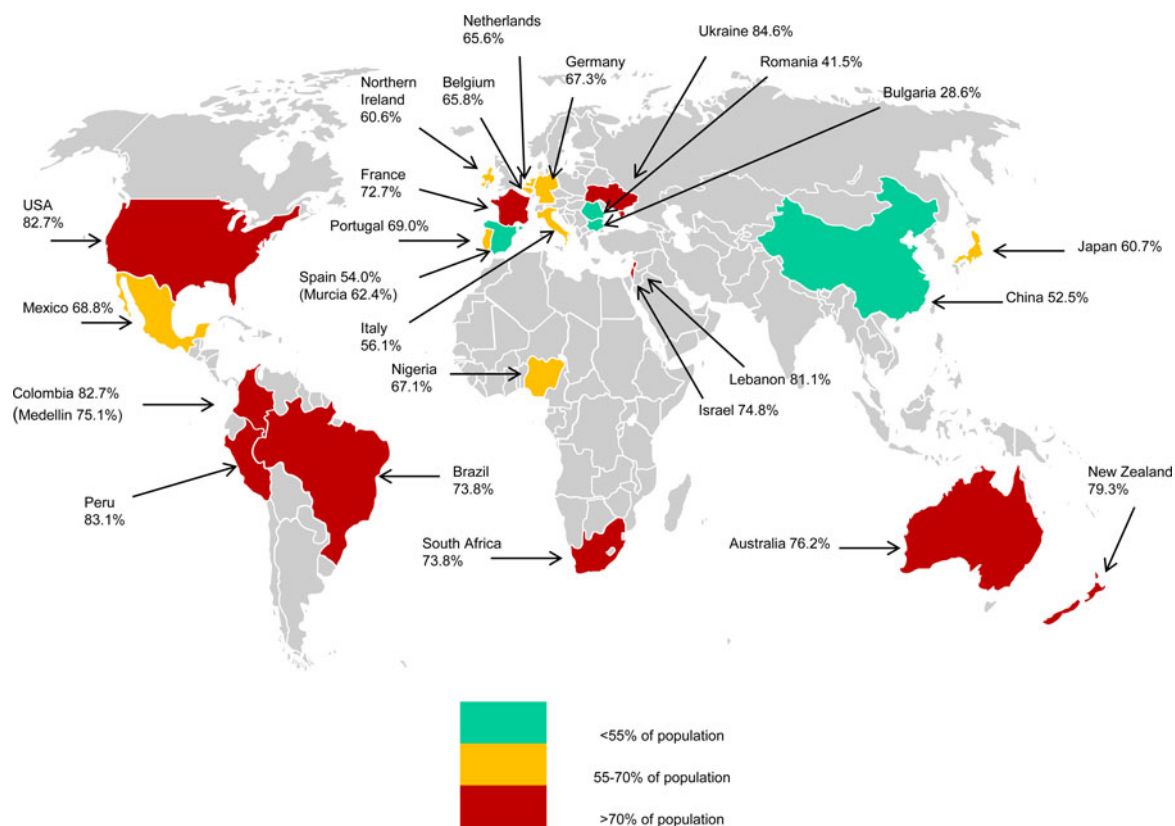 Netherlands
65.6%
Ukraine 84.6%
Germany
67.3%
Romania 41.5%
Northern
Ireland
60.6%
Belgium
65.8%
Bulgaria 28.6%
France
72.7%
USA
82.7%
Portugal 69.0%
Japan 60.7%
Spain 54.0%
(Murcia 62.4%)
China 52.5%
Mexico 68.8%
Italy
56.1%
Nigeria
67.1%
Lebanon 81.1%
Israel 74.8%
Colombia 82.7%
(Medellin 75.1%)
Brazil
73.8%
New Zealand
79.3%
Peru
83.1%
South Africa
73.8%
Australia 76.2%
<55% of population
55-70% of population
>70% of population